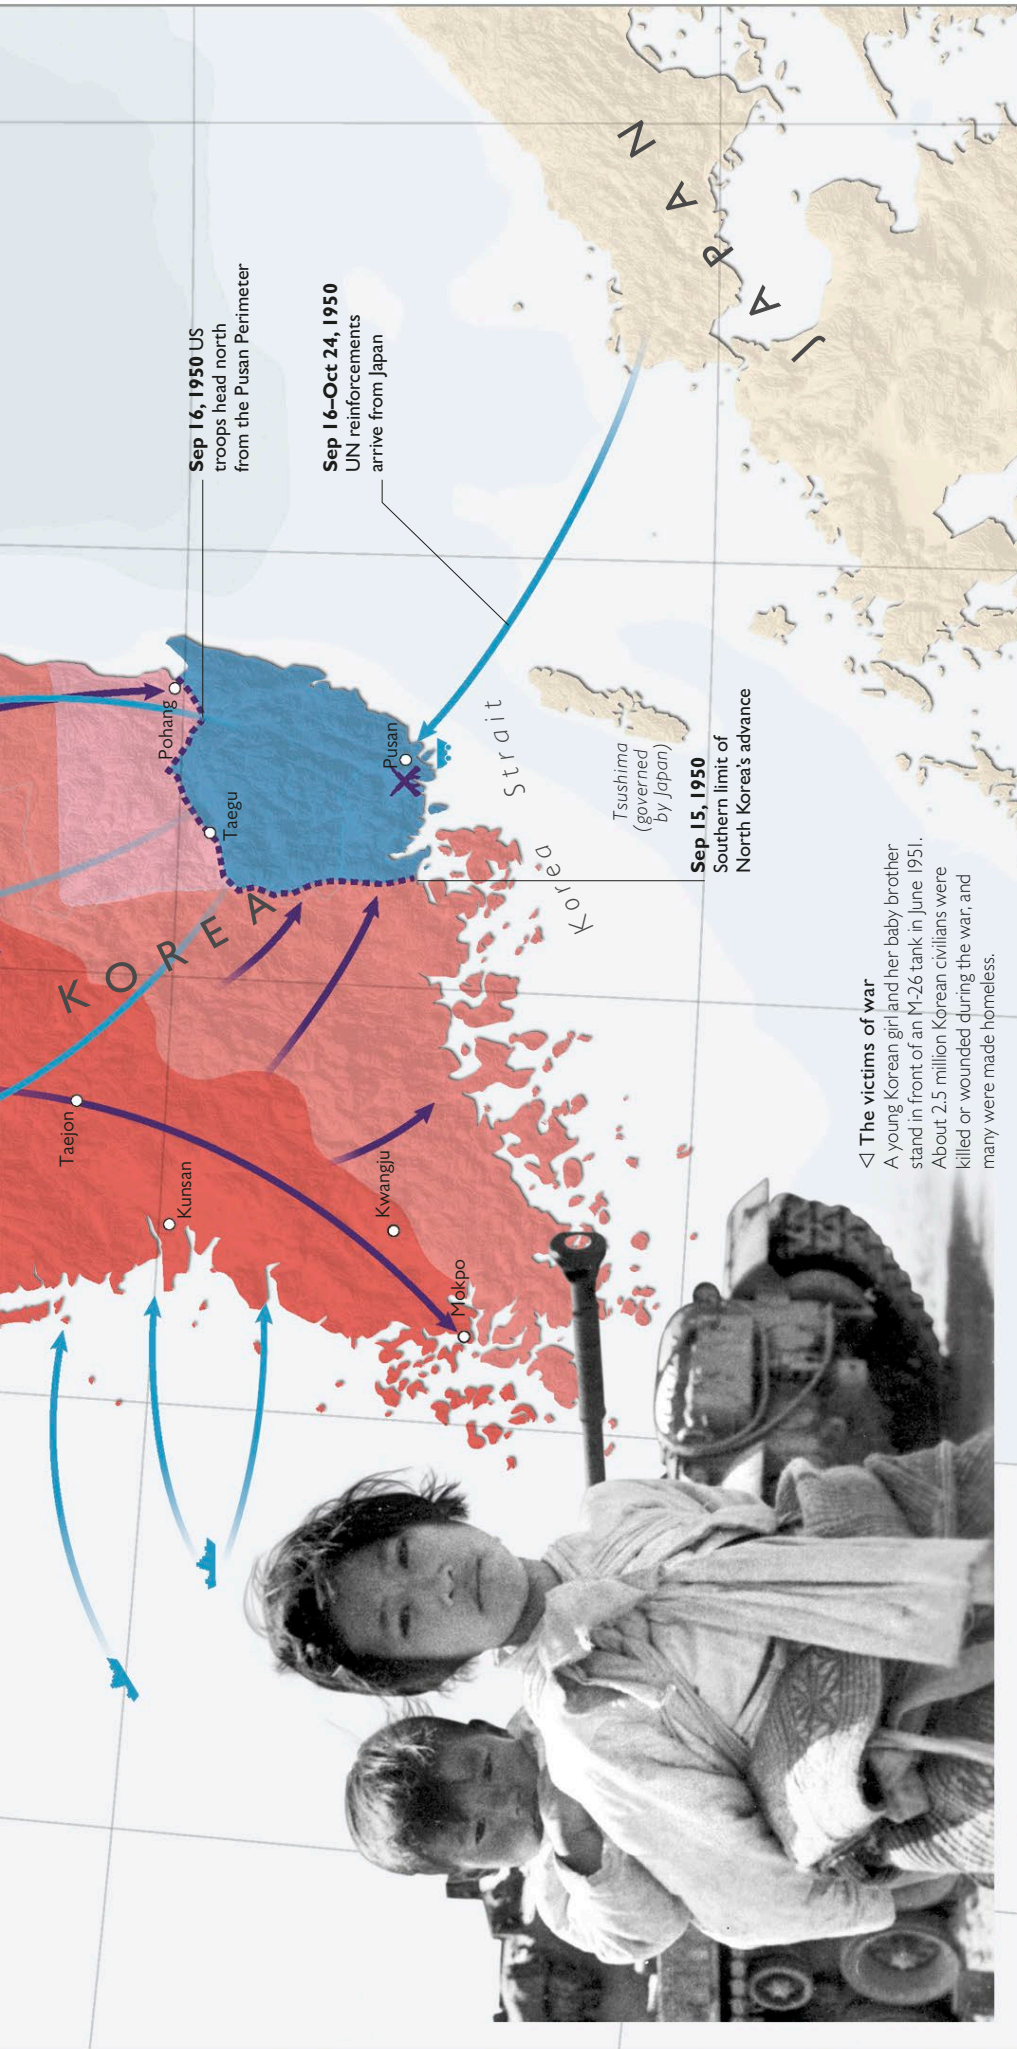 KOREA
JAPAN
Taejon
Kunsan
Kwangju
Mokpo
Pohang
Taegu
Pusan
Sep 16, 1950 US
troops head north
from the Pusan Perimeter
Sep 16–Oct 24, 1950
UN reinforcements
arrive from Japan
Korea Strait
Tsushima
(governed
by Japan)
Sep 15, 1950
Southern limit of
North Korea's advance
◁ The victims of war
A young Korean girl and her baby brother
stand in front of an M-26 tank in June 1951.
About 2.5 million Korean civilians were
killed or wounded during the war, and
many were made homeless.